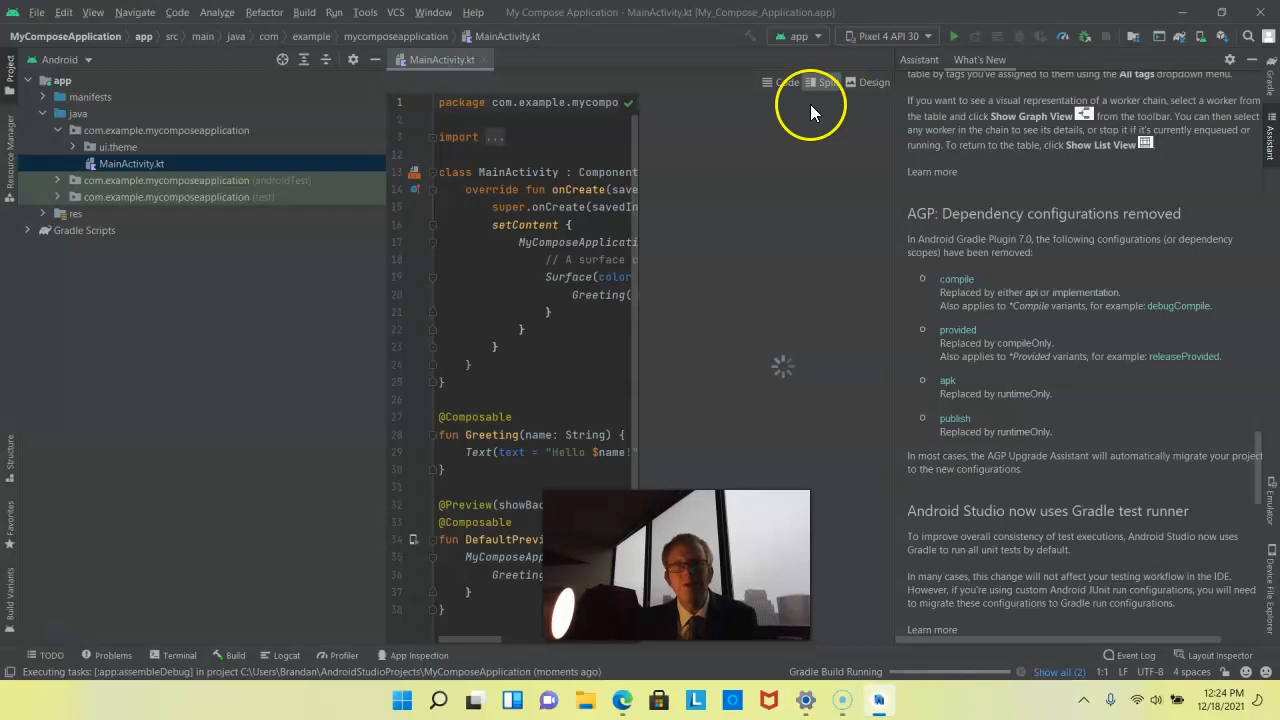 File Edit View Navigate Code Analyze Refactor Build Run Tools VCS Window Help My Compose Application - MainActivity.kt [My_Compose_Application.app]
MyComposeApplication app src main java com example mycomposeapplication MainActivity.kt app Pixel 4 API 30
Project
Resource Manager
Structure
Favorites
Build Variants
Android
app
manifests
java
com.example.mycomposeapplication
ui.theme
MainActivity.kt
com.example.mycomposeapplication (androidTest)
com.example.mycomposeapplication (test)
res
Gradle Scripts
MainActivity.kt
Code Split Design
1 package com.example.mycompo
2
3 import ...
12
13 class MainActivity : Component
14 override fun onCreate(save
15 super.onCreate(savedIn
16 setContent {
17 MyComposeApplicati
18 // A surface c
19 Surface(color
20 Greeting(
21 }
22 }
23 }
24 }
25 }
26
27 @Composable
28 fun Greeting(name: String) {
29 Text(text = "Hello $name!"
30 }
31
32 @Preview(showBac
33 @Composable
34 fun DefaultPrevi
35 MyComposeApp
36 Greeting
37 }
38 }
Assistant What's New
table by tags you've assigned to them using the All tags dropdown menu.
If you want to see a visual representation of a worker chain, select a worker from
the table and click Show Graph View from the toolbar. You can then select
any worker in the chain to see its details, or stop it if it's currently enqueued or
running. To return to the table, click Show List View .
Learn more
AGP: Dependency configurations removed
In Android Gradle Plugin 7.0, the following configurations (or dependency
scopes) have been removed:
compile
Replaced by either api or implementation.
Also applies to *Compile variants, for example: debugCompile.
provided
Replaced by compileOnly.
Also applies to *Provided variants, for example: releaseProvided.
apk
Replaced by runtimeOnly.
publish
Replaced by runtimeOnly.
In most cases, the AGP Upgrade Assistant will automatically migrate your project
to the new configurations.
Android Studio now uses Gradle test runner
To improve overall consistency of test executions, Android Studio now uses
Gradle to run all unit tests by default.
In many cases, this change will not affect your testing workflow in the IDE.
However, if you're using custom Android JUnit run configurations, you will need
to migrate these configurations to Gradle run configurations.
Learn more
Gradle
Assistant
Emulator
Device File Explorer
TODO Problems Terminal Build Logcat Profiler App Inspection Event Log Layout Inspector
Executing tasks: [:app:assembleDebug] in project C:\Users\Brandan\AndroidStudioProjects\MyComposeApplication (moments ago) Gradle Build Running Show all (2) 1:1 LF UTF-8 4 spaces
12:24 PM
12/18/2021